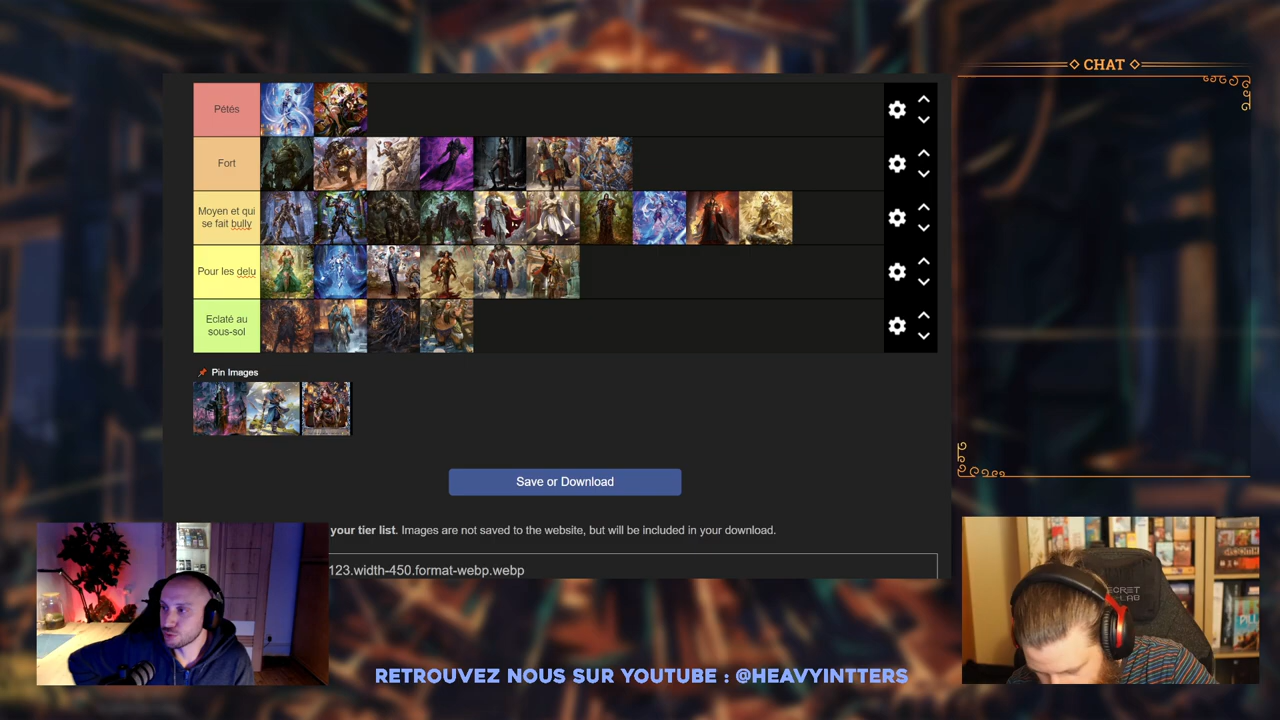 CHAT
Pétés
Fort
Moyen et qui
se fait bully
Pour les delu
Eclaté au
sous-sol
Pin Images
Save or Download
your tier list. Images are not saved to the website, but will be included in your download.
123.width-450.format-webp.webp
SECRET
LAB
RETROUVEZ NOUS SUR YOUTUBE : @HEAVYINTTERS